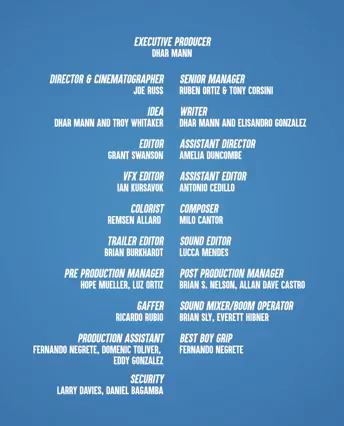 EXECUTIVE PRODUCER
DHAR MANN
DIRECTOR & CINEMATOGRAPHER
JOE RUSS
SENIOR MANAGER
RUBEN ORTIZ & TONY CORSINI
IDEA
DHAR MANN AND TROY WHITAKER
WRITER
DHAR MANN AND ELISANDRO GONZALEZ
EDITOR
GRANT SWANSON
ASSISTANT DIRECTOR
AMELIA DUNCOMBE
VFX EDITOR
IAN KURSAVOK
ASSISTANT EDITOR
ANTONIO CEDILLO
COLORIST
REMSEN ALLARD
COMPOSER
MILO CANTOR
TRAILER EDITOR
BRIAN BURKHARDT
SOUND EDITOR
LUCCA MENDES
PRE PRODUCTION MANAGER
HOPE MUELLER, LUZ ORTIZ
POST PRODUCTION MANAGER
BRIAN S. NELSON, ALLAN DAVE CASTRO
GAFFER
RICARDO RUBIO
SOUND MIXER/BOOM OPERATOR
BRIAN SLY, EVERETT HIBNER
PRODUCTION ASSISTANT
FERNANDO NEGRETE, DOMENIC TOLIVER,
EDDY GONZALEZ
BEST BOY GRIP
FERNANDO NEGRETE
SECURITY
LARRY DAVIES, DANIEL BAGAMBA